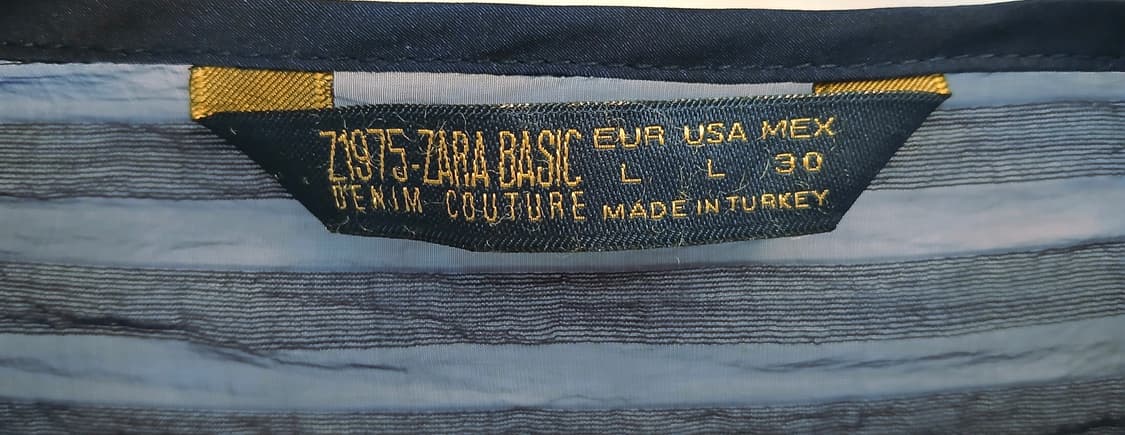 Z1975-ZARA BASIC
DENIM COUTURE
EUR USA MEX
L L 30
MADE IN TURKEY